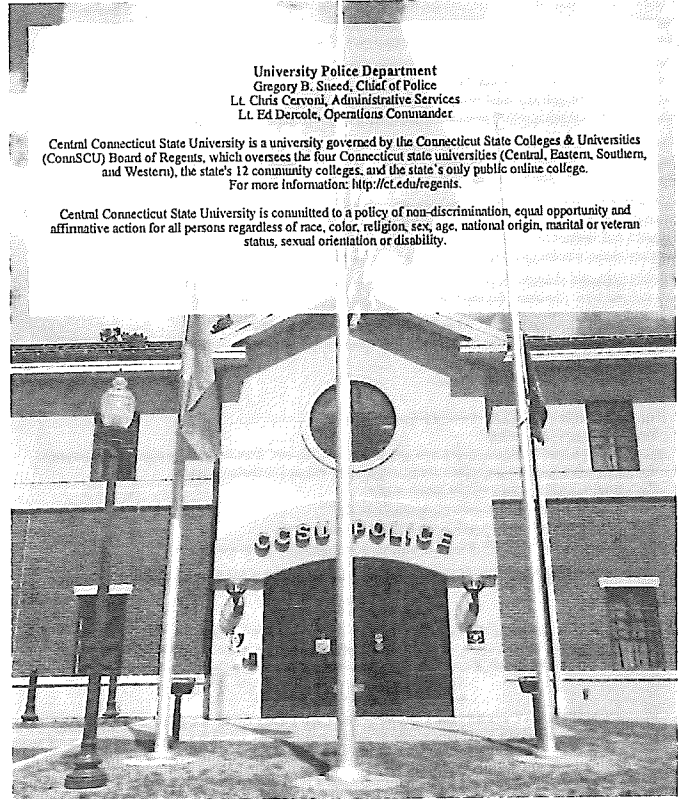 University Police Department
Gregory B. Sneed, Chief of Police
Lt. Chris Cervoni, Administrative Services
Lt. Ed Dercole, Operations Commander
Central Connecticut State University is a university governed by the Connecticut State Colleges & Universities
(ConnSCU) Board of Regents, which oversees the four Connecticut state universities (Central, Eastern, Southern,
and Western), the state's 12 community colleges, and the state's only public online college.
For more information: http://ct.edu/regents.
Central Connecticut State University is committed to a policy of non-discrimination, equal opportunity and
affirmative action for all persons regardless of race, color, religion, sex, age, national origin, marital or veteran
status, sexual orientation or disability.
CCSU POLICE